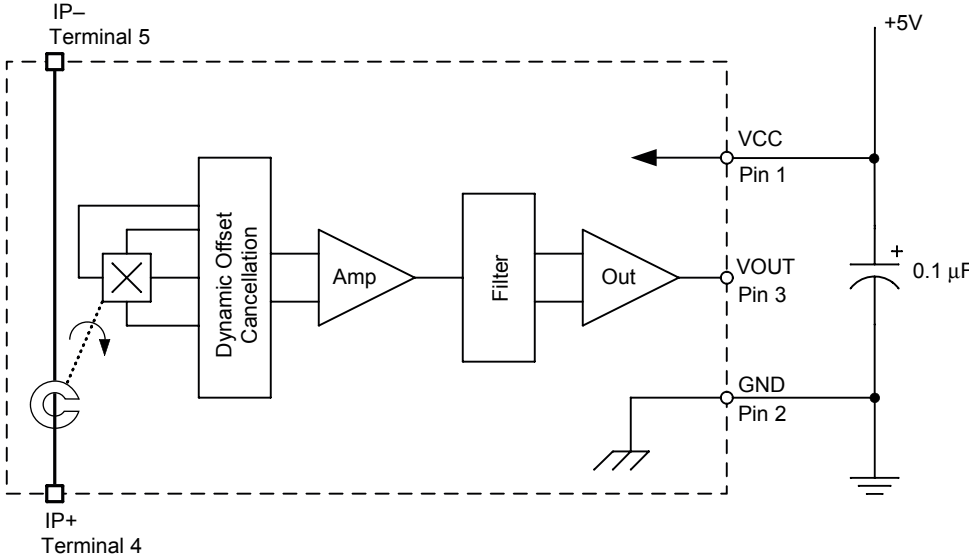 IP–
Terminal 5
+5V
VCC
Pin 1
Dynamic Offset
Cancellation
Amp
Filter
Out
VOUT
Pin 3
+
0.1 µF
GND
Pin 2
IP+
Terminal 4